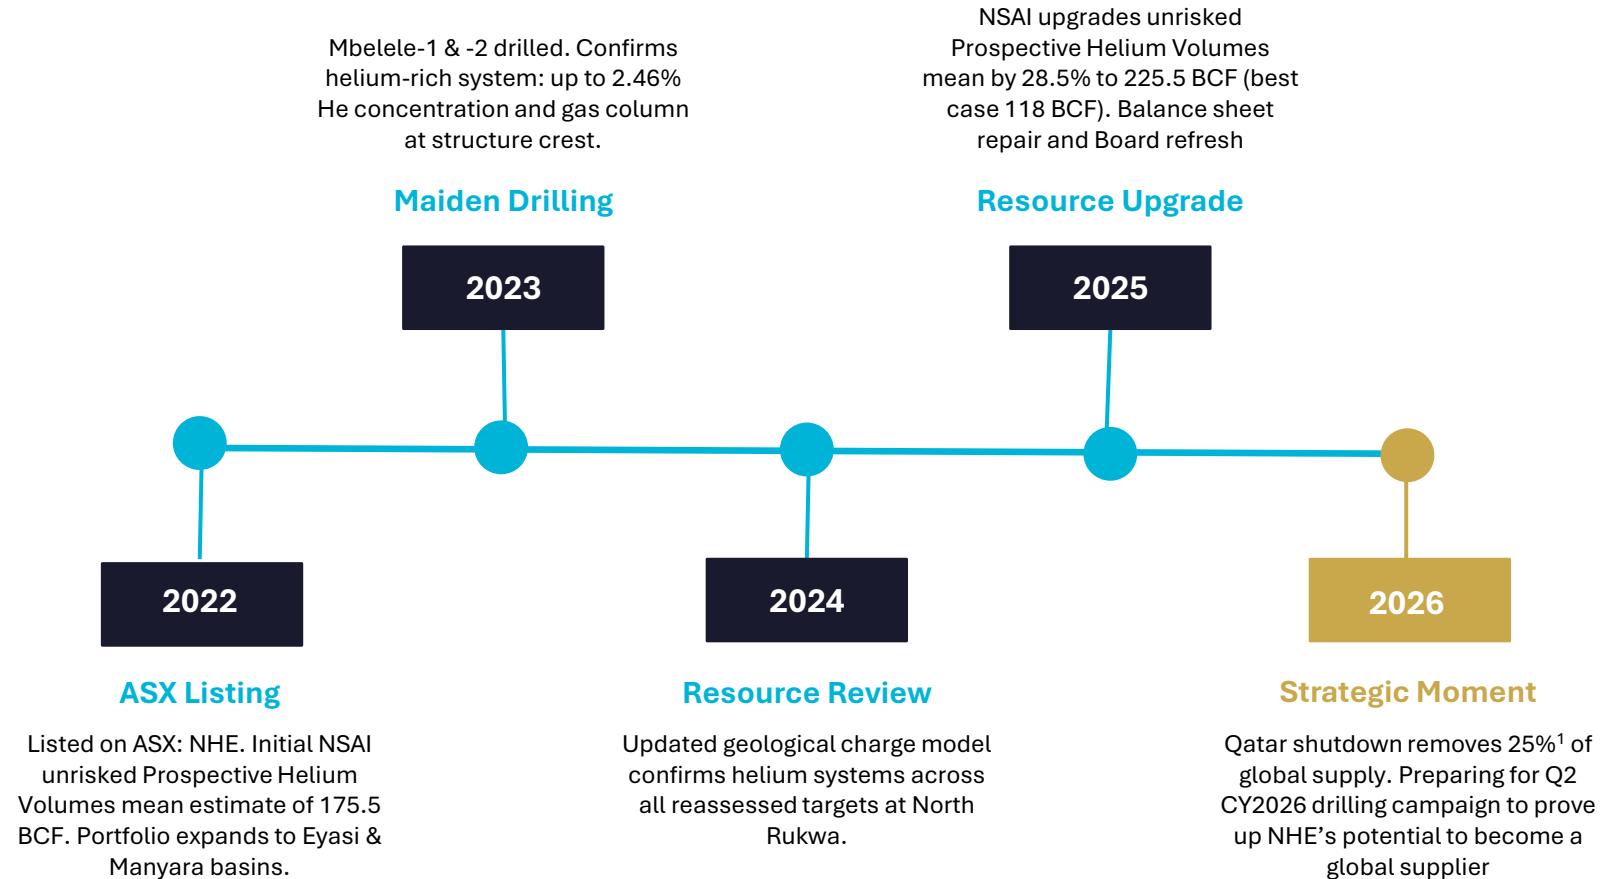 Mbelele-1 & -2 drilled. Confirms
helium-rich system: up to 2.46%
He concentration and gas column
at structure crest.
Maiden Drilling
2023
NSAI upgrades unrisked
Prospective Helium Volumes
mean by 28.5% to 225.5 BCF (best
case 118 BCF). Balance sheet
repair and Board refresh
Resource Upgrade
2025
2022
ASX Listing
Listed on ASX: NHE. Initial NSAI
unrisked Prospective Helium
Volumes mean estimate of 175.5
BCF. Portfolio expands to Eyasi &
Manyara basins.
2024
Resource Review
Updated geological charge model
confirms helium systems across
all reassessed targets at North
Rukwa.
2026
Strategic Moment
Qatar shutdown removes 25%¹ of
global supply. Preparing for Q2
CY2026 drilling campaign to prove
up NHE’s potential to become a
global supplier